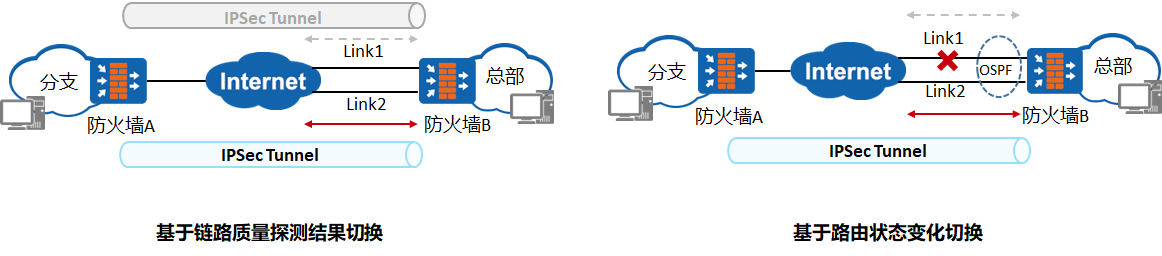 IPSec Tunnel
Link1
分支
Internet
总部
Link2
防火墙A
防火墙B
IPSec Tunnel
基于链路质量探测结果切换
Link1
分支
Internet
OSPF
总部
Link2
防火墙A
防火墙B
IPSec Tunnel
基于路由状态变化切换